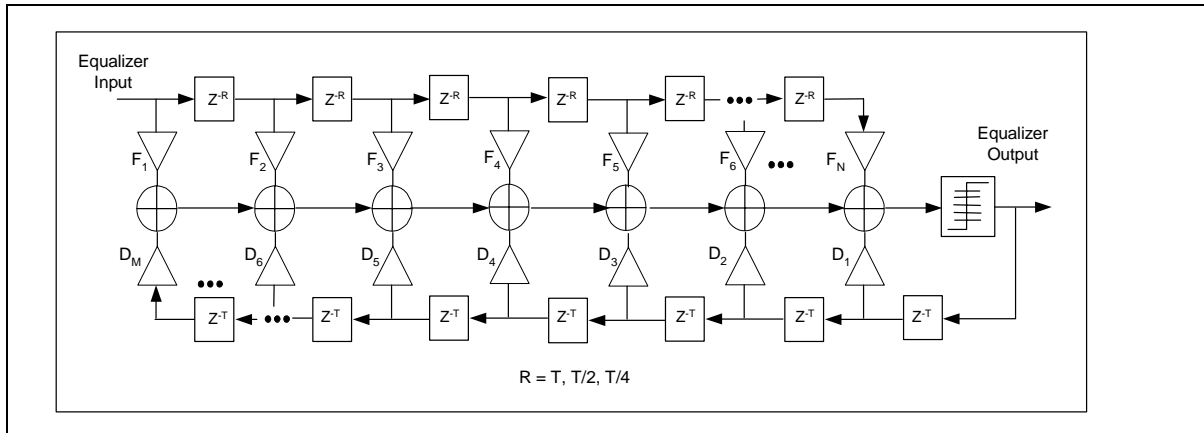 Equalizer
Input
Z-R Z-R Z-R Z-R Z-R ••• Z-R
Equalizer
Output
F1 F2 F3 F4 F5 F6 ••• FN
DM D6 D5 D4 D3 D2 D1
•••
Z-T ••• Z-T Z-T Z-T Z-T Z-T Z-T
R = T, T/2, T/4